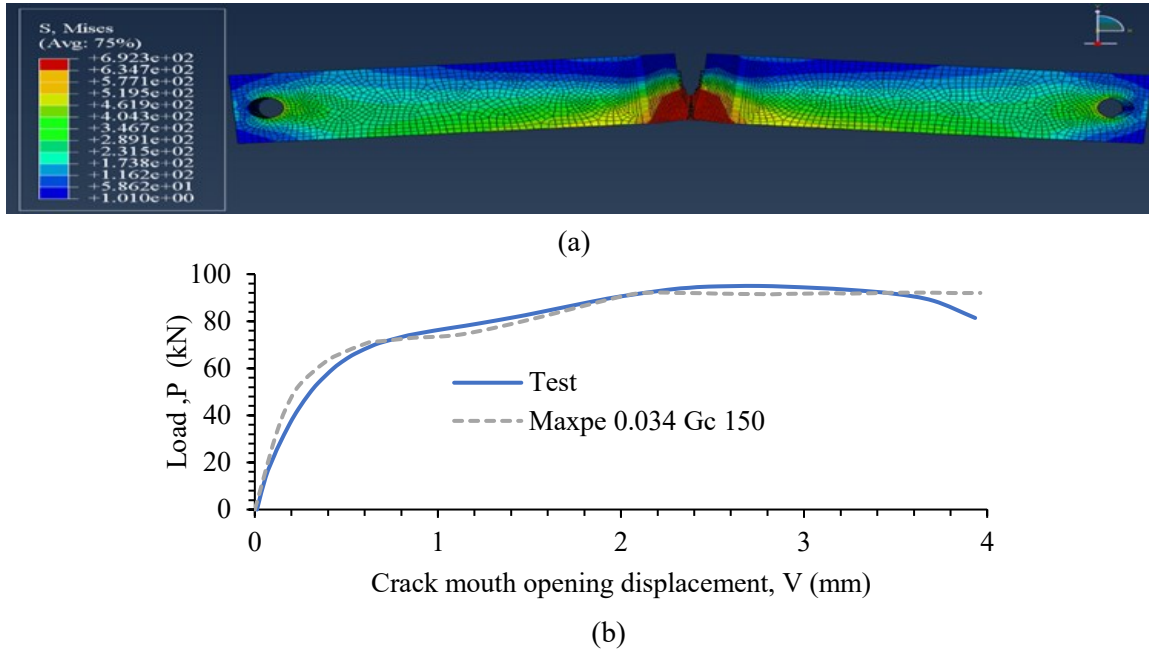 S, Mises
(Avg: 75%)
+6.923e+02
+6.347e+02
+5.771e+02
+5.195e+02
+4.619e+02
+4.043e+02
+3.467e+02
+2.891e+02
+2.315e+02
+1.738e+02
+1.162e+02
+5.862e+01
+1.010e+00
(a)
100
80
60
40
20
0
Load ,P (kN)
Test
Maxpe 0.034 Gc 150
0 1 2 3 4
Crack mouth opening displacement, V (mm)
(b)